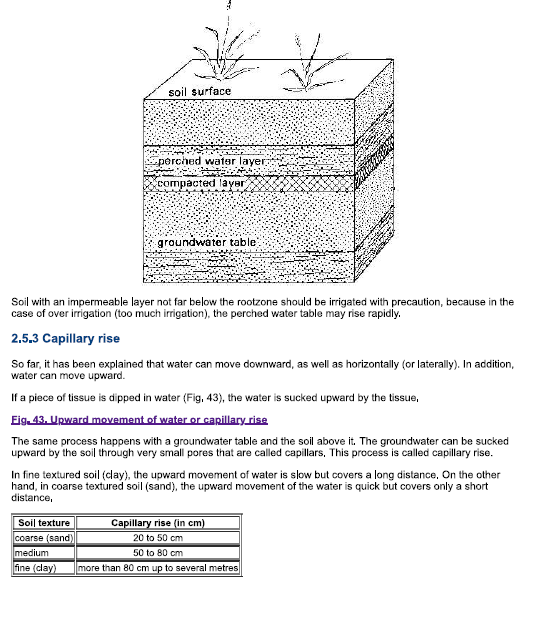 soil surface
perched water layer
compacted layer
groundwater table
Soil with an impermeable layer not far below the rootzone should be irrigated with precaution, because in the
case of over irrigation (too much irrigation), the perched water table may rise rapidly.
2.5.3 Capillary rise
So far, it has been explained that water can move downward, as well as horizontally (or laterally). In addition,
water can move upward.
If a piece of tissue is dipped in water (Fig. 43), the water is sucked upward by the tissue.
Fig. 43. Upward movement of water or capillary rise
The same process happens with a groundwater table and the soil above it. The groundwater can be sucked
upward by the soil through very small pores that are called capillars. This process is called capillary rise.
In fine textured soil (clay), the upward movement of water is slow but covers a long distance. On the other
hand, in coarse textured soil (sand), the upward movement of the water is quick but covers only a short
distance.
Soil texture Capillary rise (in cm)
coarse (sand) 20 to 50 cm
medium 50 to 80 cm
fine (clay) more than 80 cm up to several metres